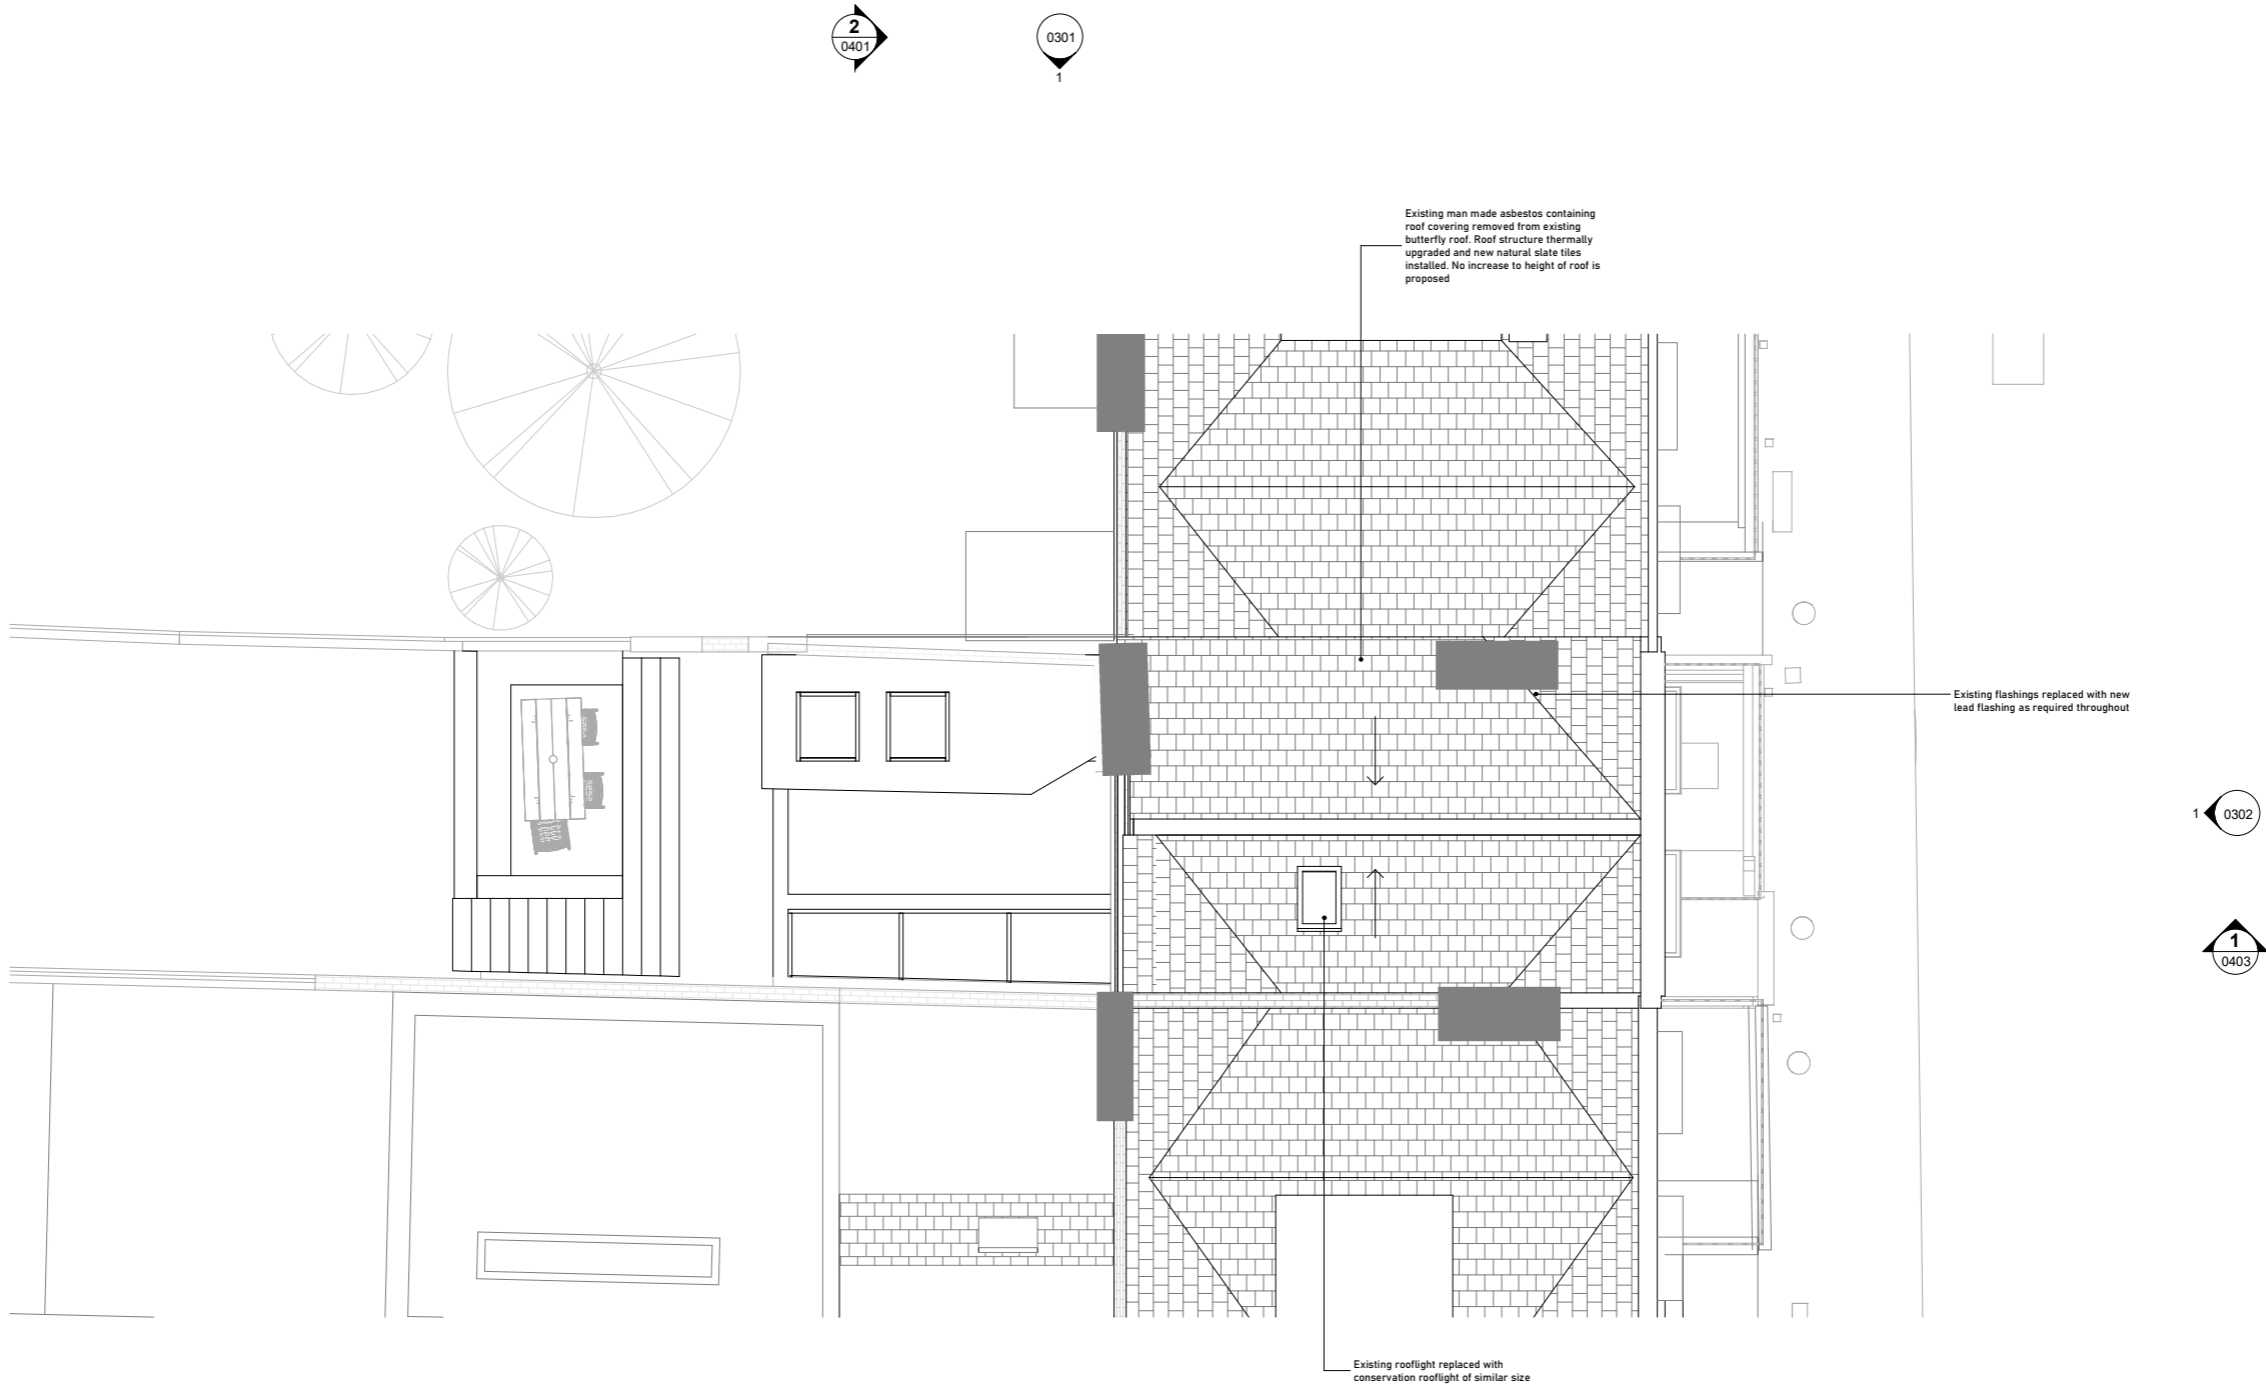 2
0401
0301
1
Existing man made asbestos containing
roof covering removed from existing
butterfly roof. Roof structure thermally
upgraded and new natural slate tiles
installed. No increase to height of roof is
proposed
Existing flashings replaced with new
lead flashing as required throughout
1
0302
1
0403
Existing rooflight replaced with
conservation rooflight of similar size